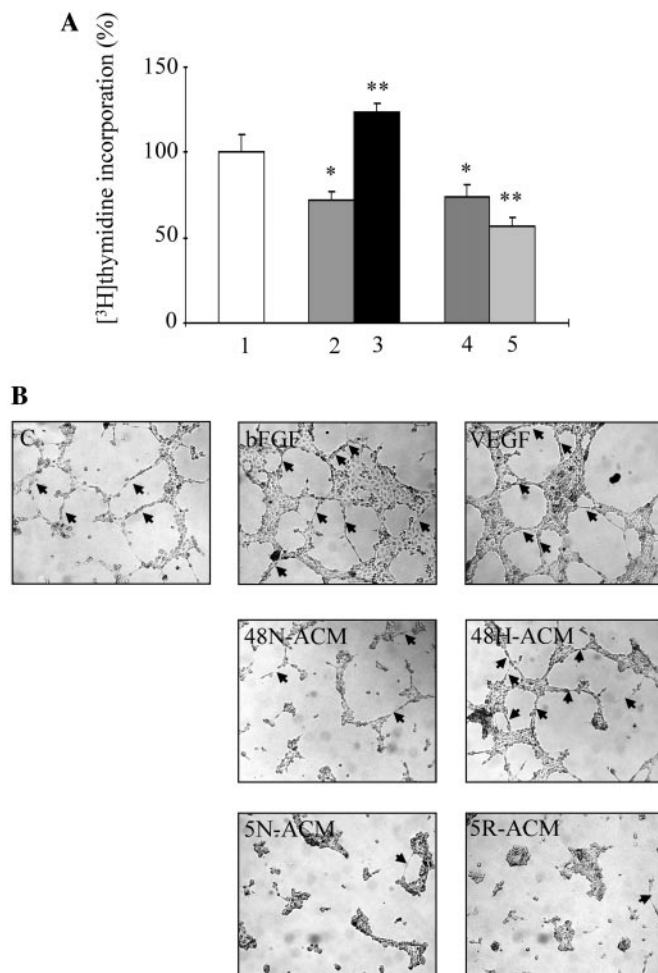 A
[³H]thymidine incorporation (%)
150
100
50
0
*
**
*
**
1 2 3 4 5
B
C bFGF VEGF
48N-ACM 48H-ACM
5N-ACM 5R-ACM